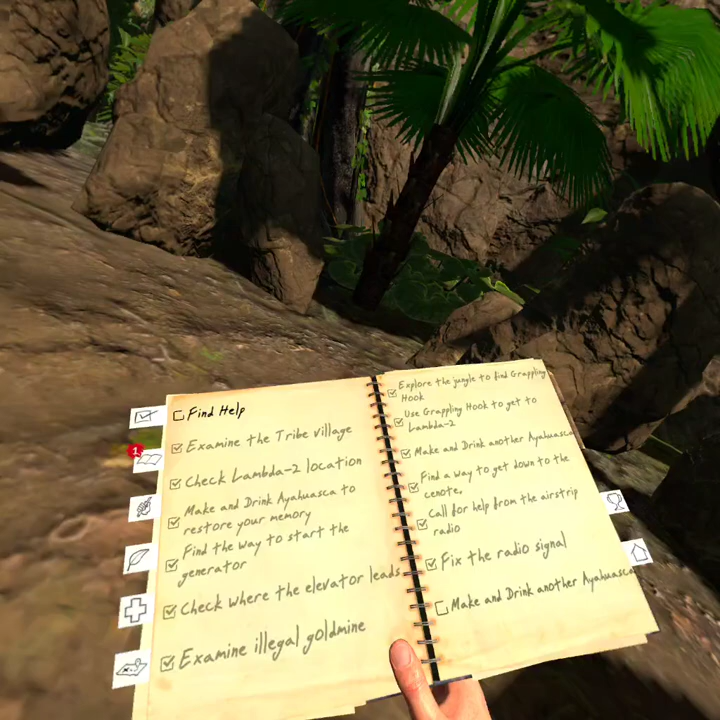 Find Help
Examine the Tribe village
Check Lambda-2 location
Make and Drink Ayahuasca to
restore your memory
Find the way to start the
generator
Check where the elevator leads
Examine illegal goldmine
Explore the jungle to find Grappling
Hook
Use Grappling Hook to get to
Lambda-2
Make and Drink another Ayahuasca
Find a way to get down to the
cenote.
Call for help from the airstrip
radio
Fix the radio signal
Make and Drink another Ayahuasca
1